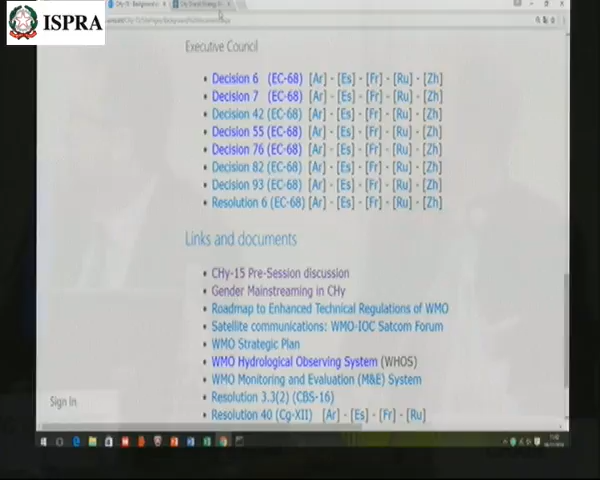 ISPRA
Executive Council
• Decision 6 (EC-68) [Ar] - [Es] - [Fr] - [Ru] - [Zh]
• Decision 7 (EC-68) [Ar] - [Es] - [Fr] - [Ru] - [Zh]
• Decision 42 (EC-68) [Ar] - [Es] - [Fr] - [Ru] - [Zh]
• Decision 55 (EC-68) [Ar] - [Es] - [Fr] - [Ru] - [Zh]
• Decision 76 (EC-68) [Ar] - [Es] - [Fr] - [Ru] - [Zh]
• Decision 82 (EC-68) [Ar] - [Es] - [Fr] - [Ru] - [Zh]
• Decision 93 (EC-68) [Ar] - [Es] - [Fr] - [Ru] - [Zh]
• Resolution 6 (EC-68) [Ar] - [Es] - [Fr] - [Ru] - [Zh]
Links and documents
• CHy-15 Pre-Session discussion
• Gender Mainstreaming in CHy
• Roadmap to Enhanced Technical Regulations of WMO
• Satellite communications: WMO-IOC Satcom Forum
• WMO Strategic Plan
• WMO Hydrological Observing System (WHOS)
• WMO Monitoring and Evaluation (M&E) System
• Resolution 3.3(2) (CBS-16)
• Resolution 40 (Cg-XII) [Ar] - [Es] - [Fr] - [Ru]
Sign In